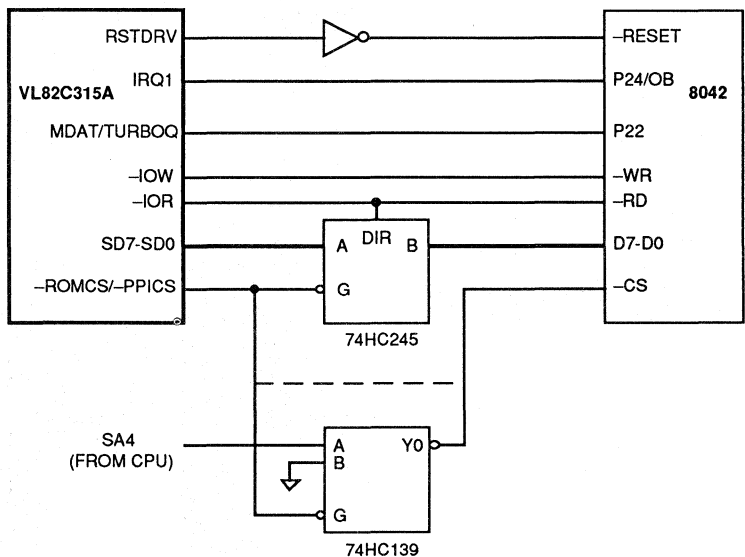 RSTDRV
–RESET
IRQ1
P24/OB
VL82C315A
8042
MDAT/TURBOQ
P22
–IOW
–WR
–IOR
–RD
SD7-SD0
A
DIR
B
D7-D0
–ROMCS/–PPICS
G
–CS
74HC245
SA4
(FROM CPU)
A
Y0
B
G
74HC139